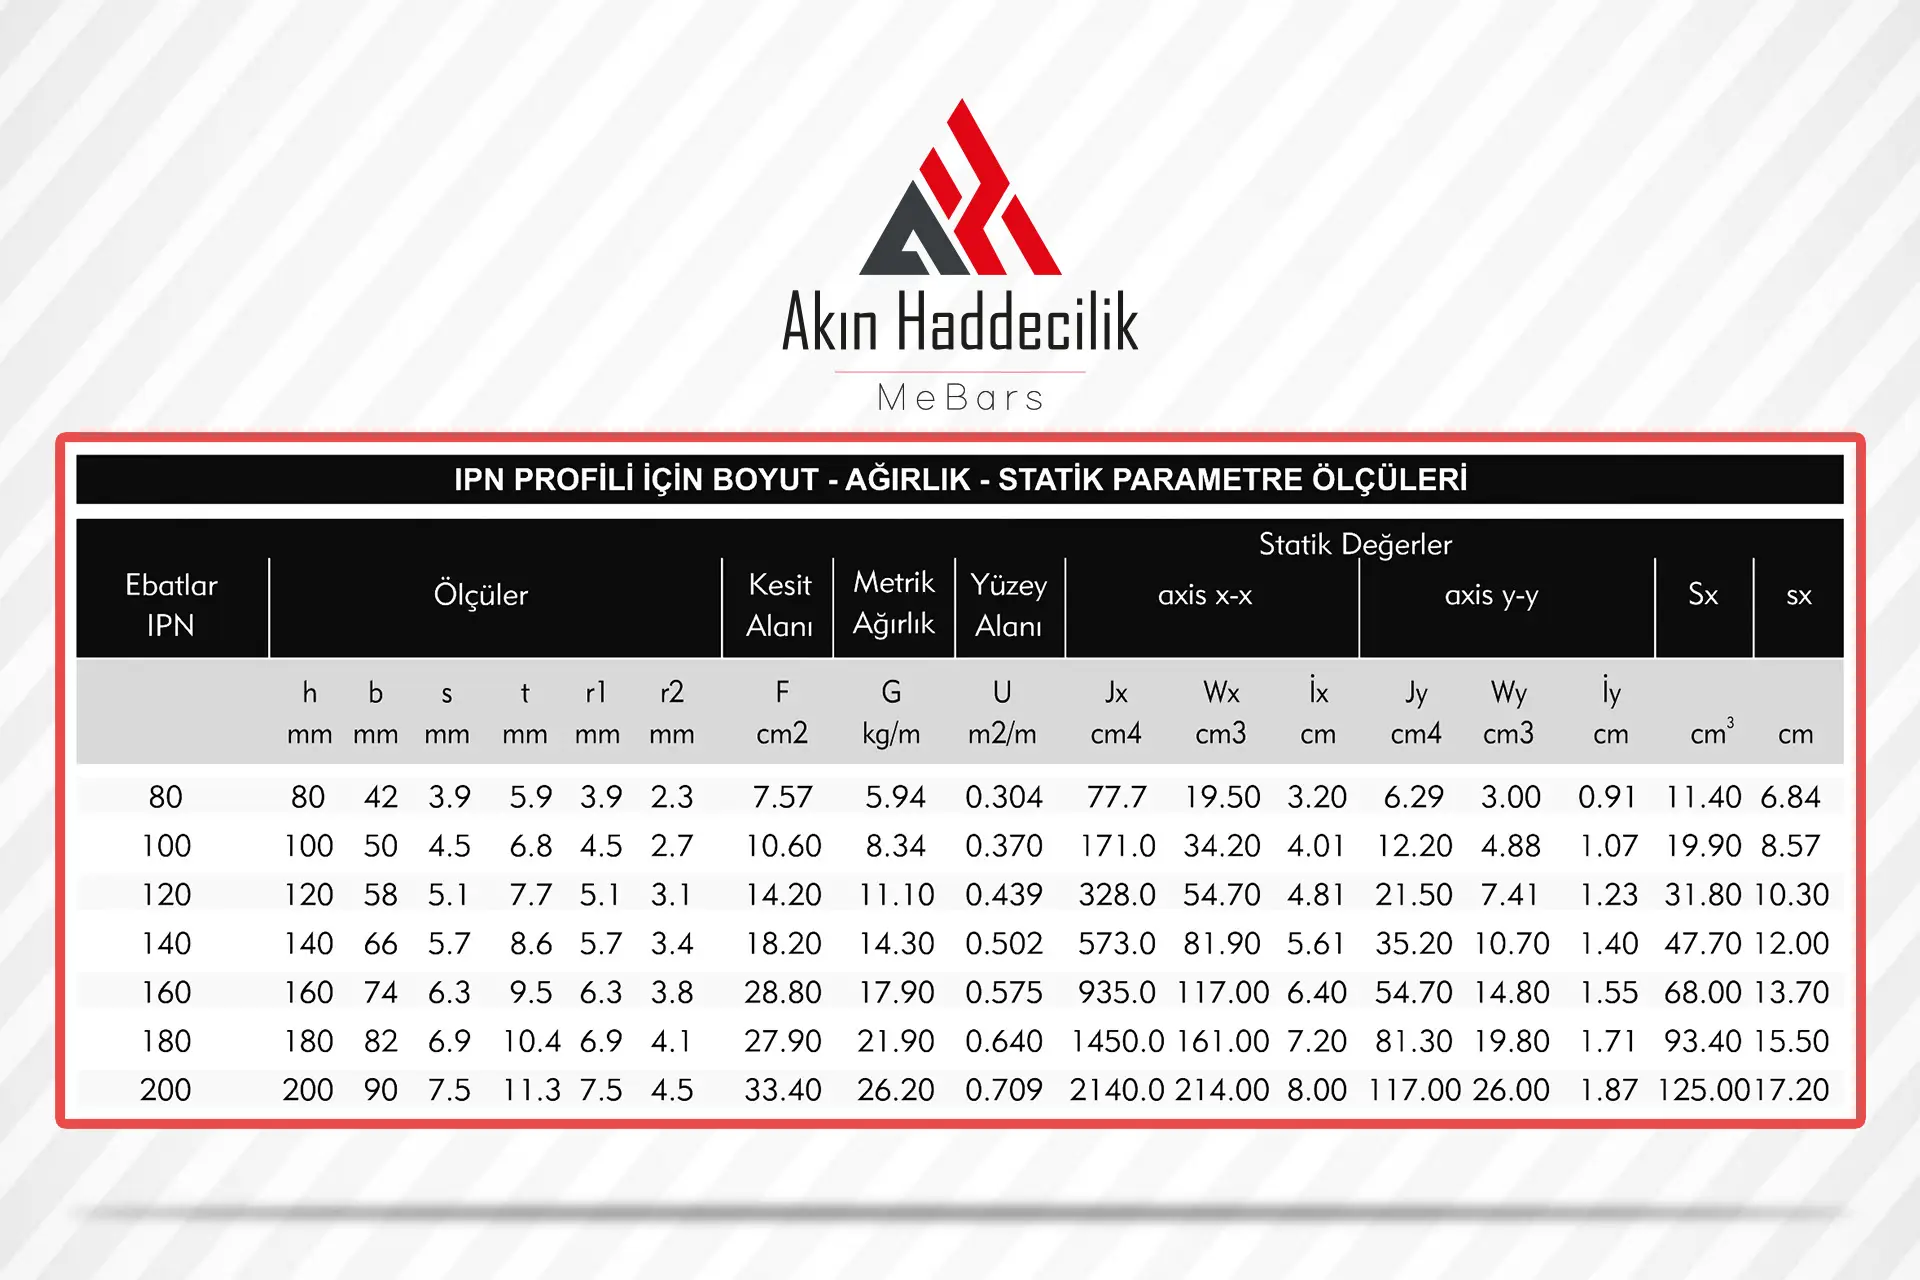 Akın Haddecilik
MeBars
IPN PROFİLİ İÇİN BOYUT - AĞIRLIK - STATİK PARAMETRE ÖLÇÜLERİ
Statik Değerler
Ebatlar IPN Ölçüler Kesit Alanı Metrik Ağırlık Yüzey Alanı axis x-x axis y-y Sx sx
h b s t r1 r2 F G U Jx Wx İx Jy Wy İy
mm mm mm mm mm mm cm2 kg/m m2/m cm4 cm3 cm cm4 cm3 cm cm³ cm
80 80 42 3.9 5.9 3.9 2.3 7.57 5.94 0.304 77.7 19.50 3.20 6.29 3.00 0.91 11.40 6.84
100 100 50 4.5 6.8 4.5 2.7 10.60 8.34 0.370 171.0 34.20 4.01 12.20 4.88 1.07 19.90 8.57
120 120 58 5.1 7.7 5.1 3.1 14.20 11.10 0.439 328.0 54.70 4.81 21.50 7.41 1.23 31.80 10.30
140 140 66 5.7 8.6 5.7 3.4 18.20 14.30 0.502 573.0 81.90 5.61 35.20 10.70 1.40 47.70 12.00
160 160 74 6.3 9.5 6.3 3.8 28.80 17.90 0.575 935.0 117.00 6.40 54.70 14.80 1.55 68.00 13.70
180 180 82 6.9 10.4 6.9 4.1 27.90 21.90 0.640 1450.0 161.00 7.20 81.30 19.80 1.71 93.40 15.50
200 200 90 7.5 11.3 7.5 4.5 33.40 26.20 0.709 2140.0 214.00 8.00 117.00 26.00 1.87 125.00 17.20